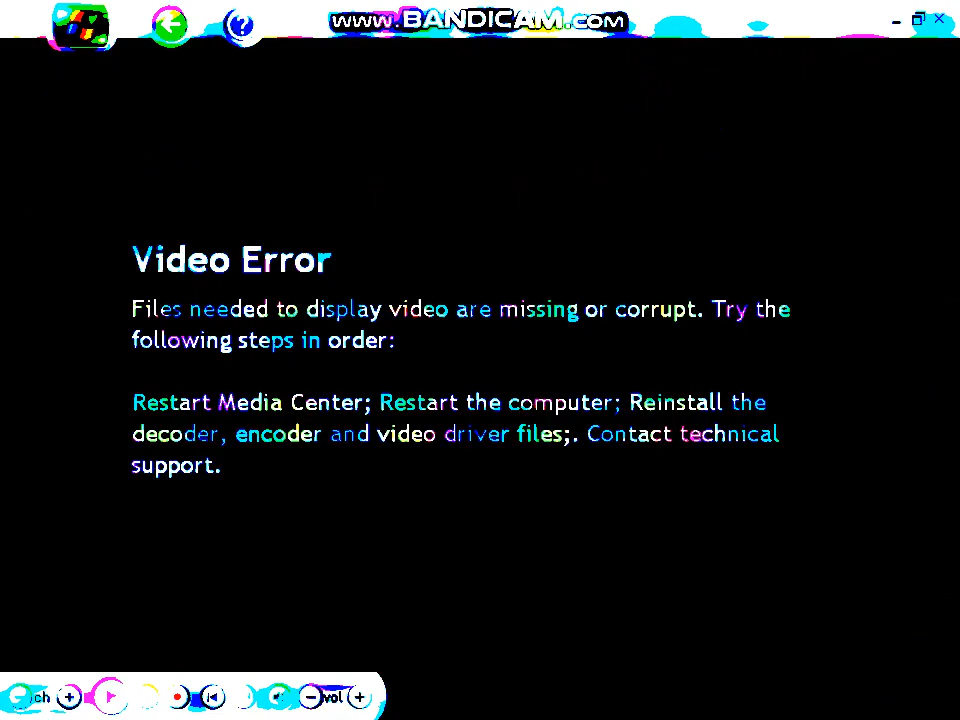 www.BANDICAM.com
Video Error
Files needed to display video are missing or corrupt. Try the
following steps in order:
Restart Media Center; Restart the computer; Reinstall the
decoder, encoder and video driver files;. Contact technical
support.
ch vol